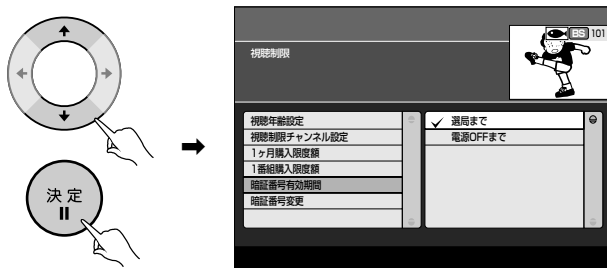 決定
BS 101
視聴制限
視聴年齢設定
視聴制限チャンネル設定
1ヶ月購入限度額
1番組購入限度額
暗証番号有効期間
暗証番号変更
選局まで
電源OFFまで